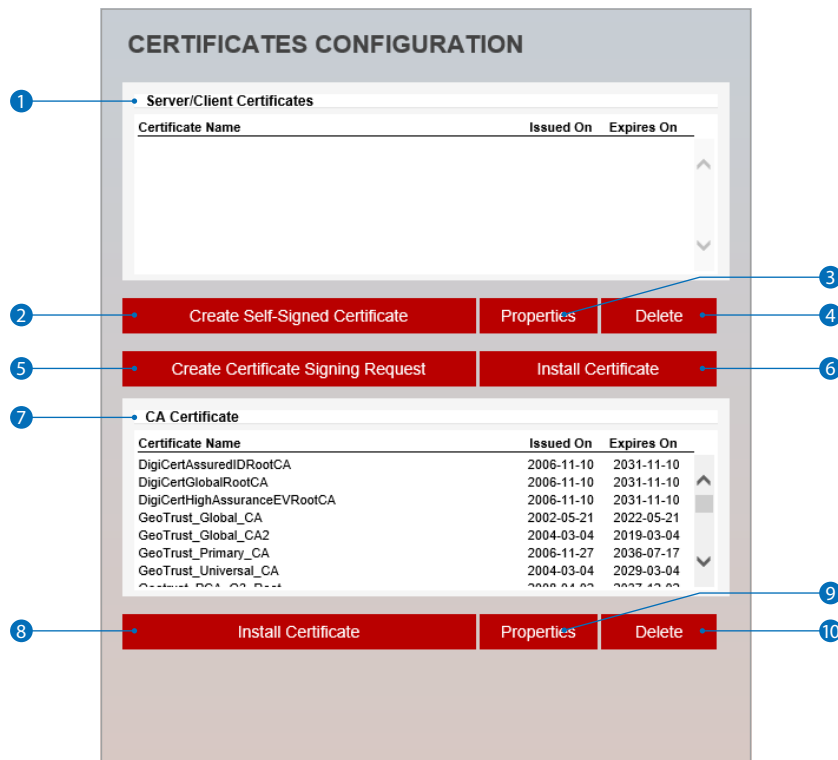 CERTIFICATES CONFIGURATION
1 Server/Client Certificates
Certificate Name Issued On Expires On
3
2 Create Self-Signed Certificate Properties Delete 4
5 Create Certificate Signing Request Install Certificate 6
7 CA Certificate
Certificate Name Issued On Expires On
DigiCertAssuredIDRootCA 2006-11-10 2031-11-10
DigiCertGlobalRootCA 2006-11-10 2031-11-10
DigiCertHighAssuranceEVRootCA 2006-11-10 2031-11-10
GeoTrust_Global_CA 2002-05-21 2022-05-21
GeoTrust_Global_CA2 2004-03-04 2019-03-04
GeoTrust_Primary_CA 2006-11-27 2036-07-17
GeoTrust_Universal_CA 2004-03-04 2029-03-04
9
8 Install Certificate Properties Delete 10